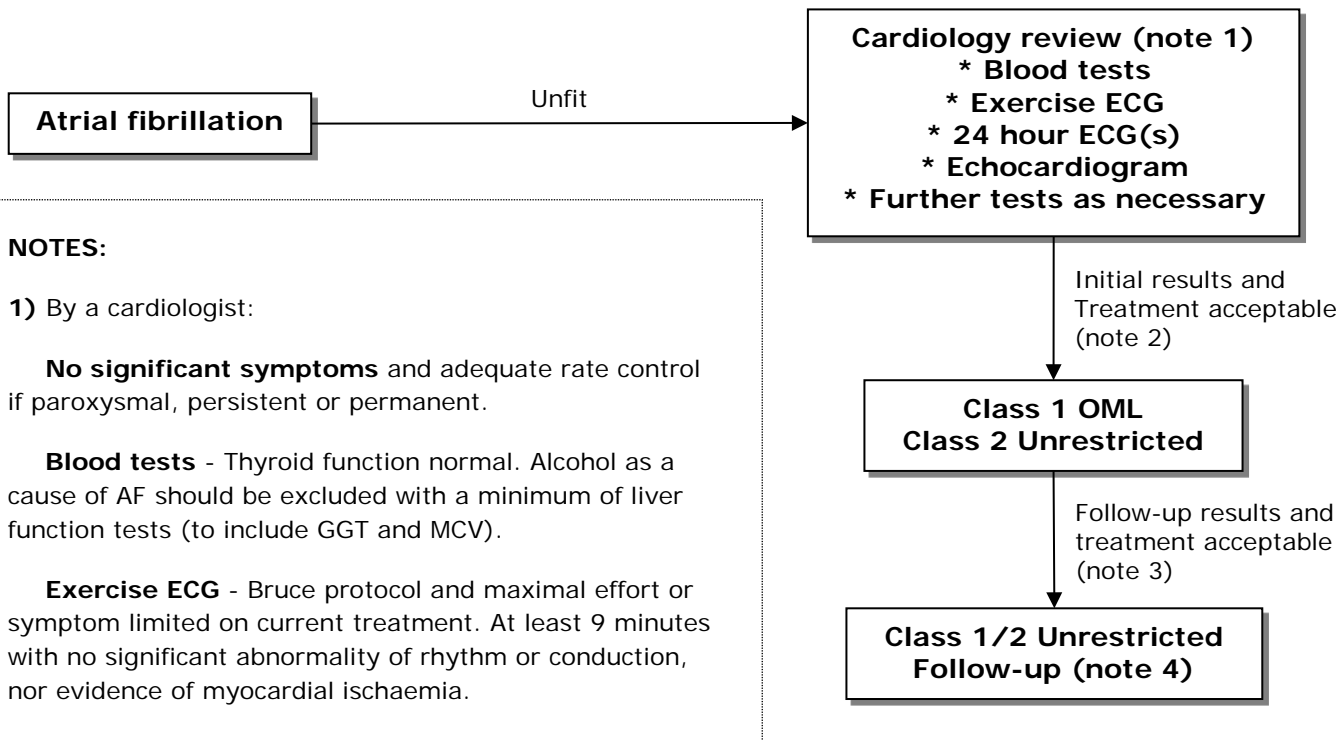 Atrial fibrillation
Unfit
Cardiology review (note 1)
* Blood tests
* Exercise ECG
* 24 hour ECG(s)
* Echocardiogram
* Further tests as necessary
Initial results and
Treatment acceptable
(note 2)
Class 1 OML
Class 2 Unrestricted
Follow-up results and
treatment acceptable
(note 3)
Class 1/2 Unrestricted
Follow-up (note 4)
NOTES:
1) By a cardiologist:
No significant symptoms and adequate rate control
if paroxysmal, persistent or permanent.
Blood tests - Thyroid function normal. Alcohol as a
cause of AF should be excluded with a minimum of liver
function tests (to include GGT and MCV).
Exercise ECG - Bruce protocol and maximal effort or
symptom limited on current treatment. At least 9 minutes
with no significant abnormality of rhythm or conduction,
nor evidence of myocardial ischaemia.